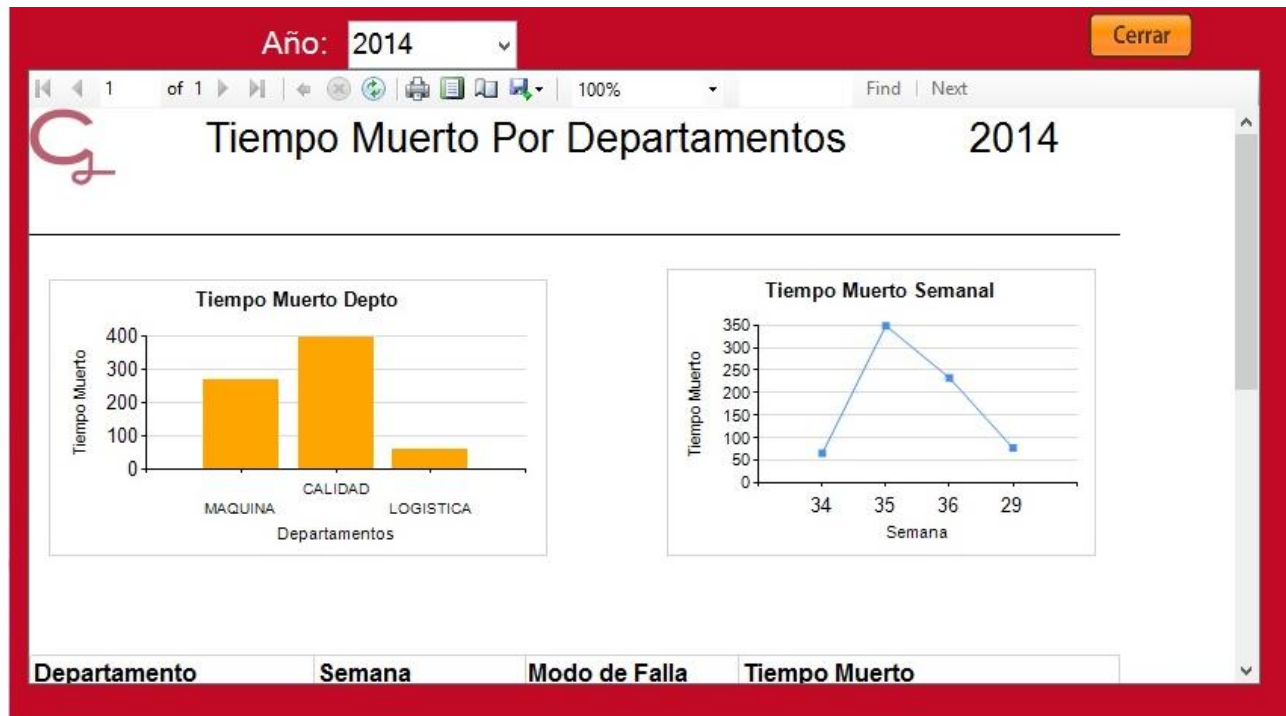 Año: 2014
Cerrar
1 of 1 100% Find | Next
Tiempo Muerto Por Departamentos 2014
Tiempo Muerto Depto
Tiempo Muerto
400
300
200
100
0
MAQUINA CALIDAD LOGISTICA
Departamentos
Tiempo Muerto Semanal
Tiempo Muerto
350
300
250
200
150
100
50
0
34 35 36 29
Semana
Departamento Semana Modo de Falla Tiempo Muerto